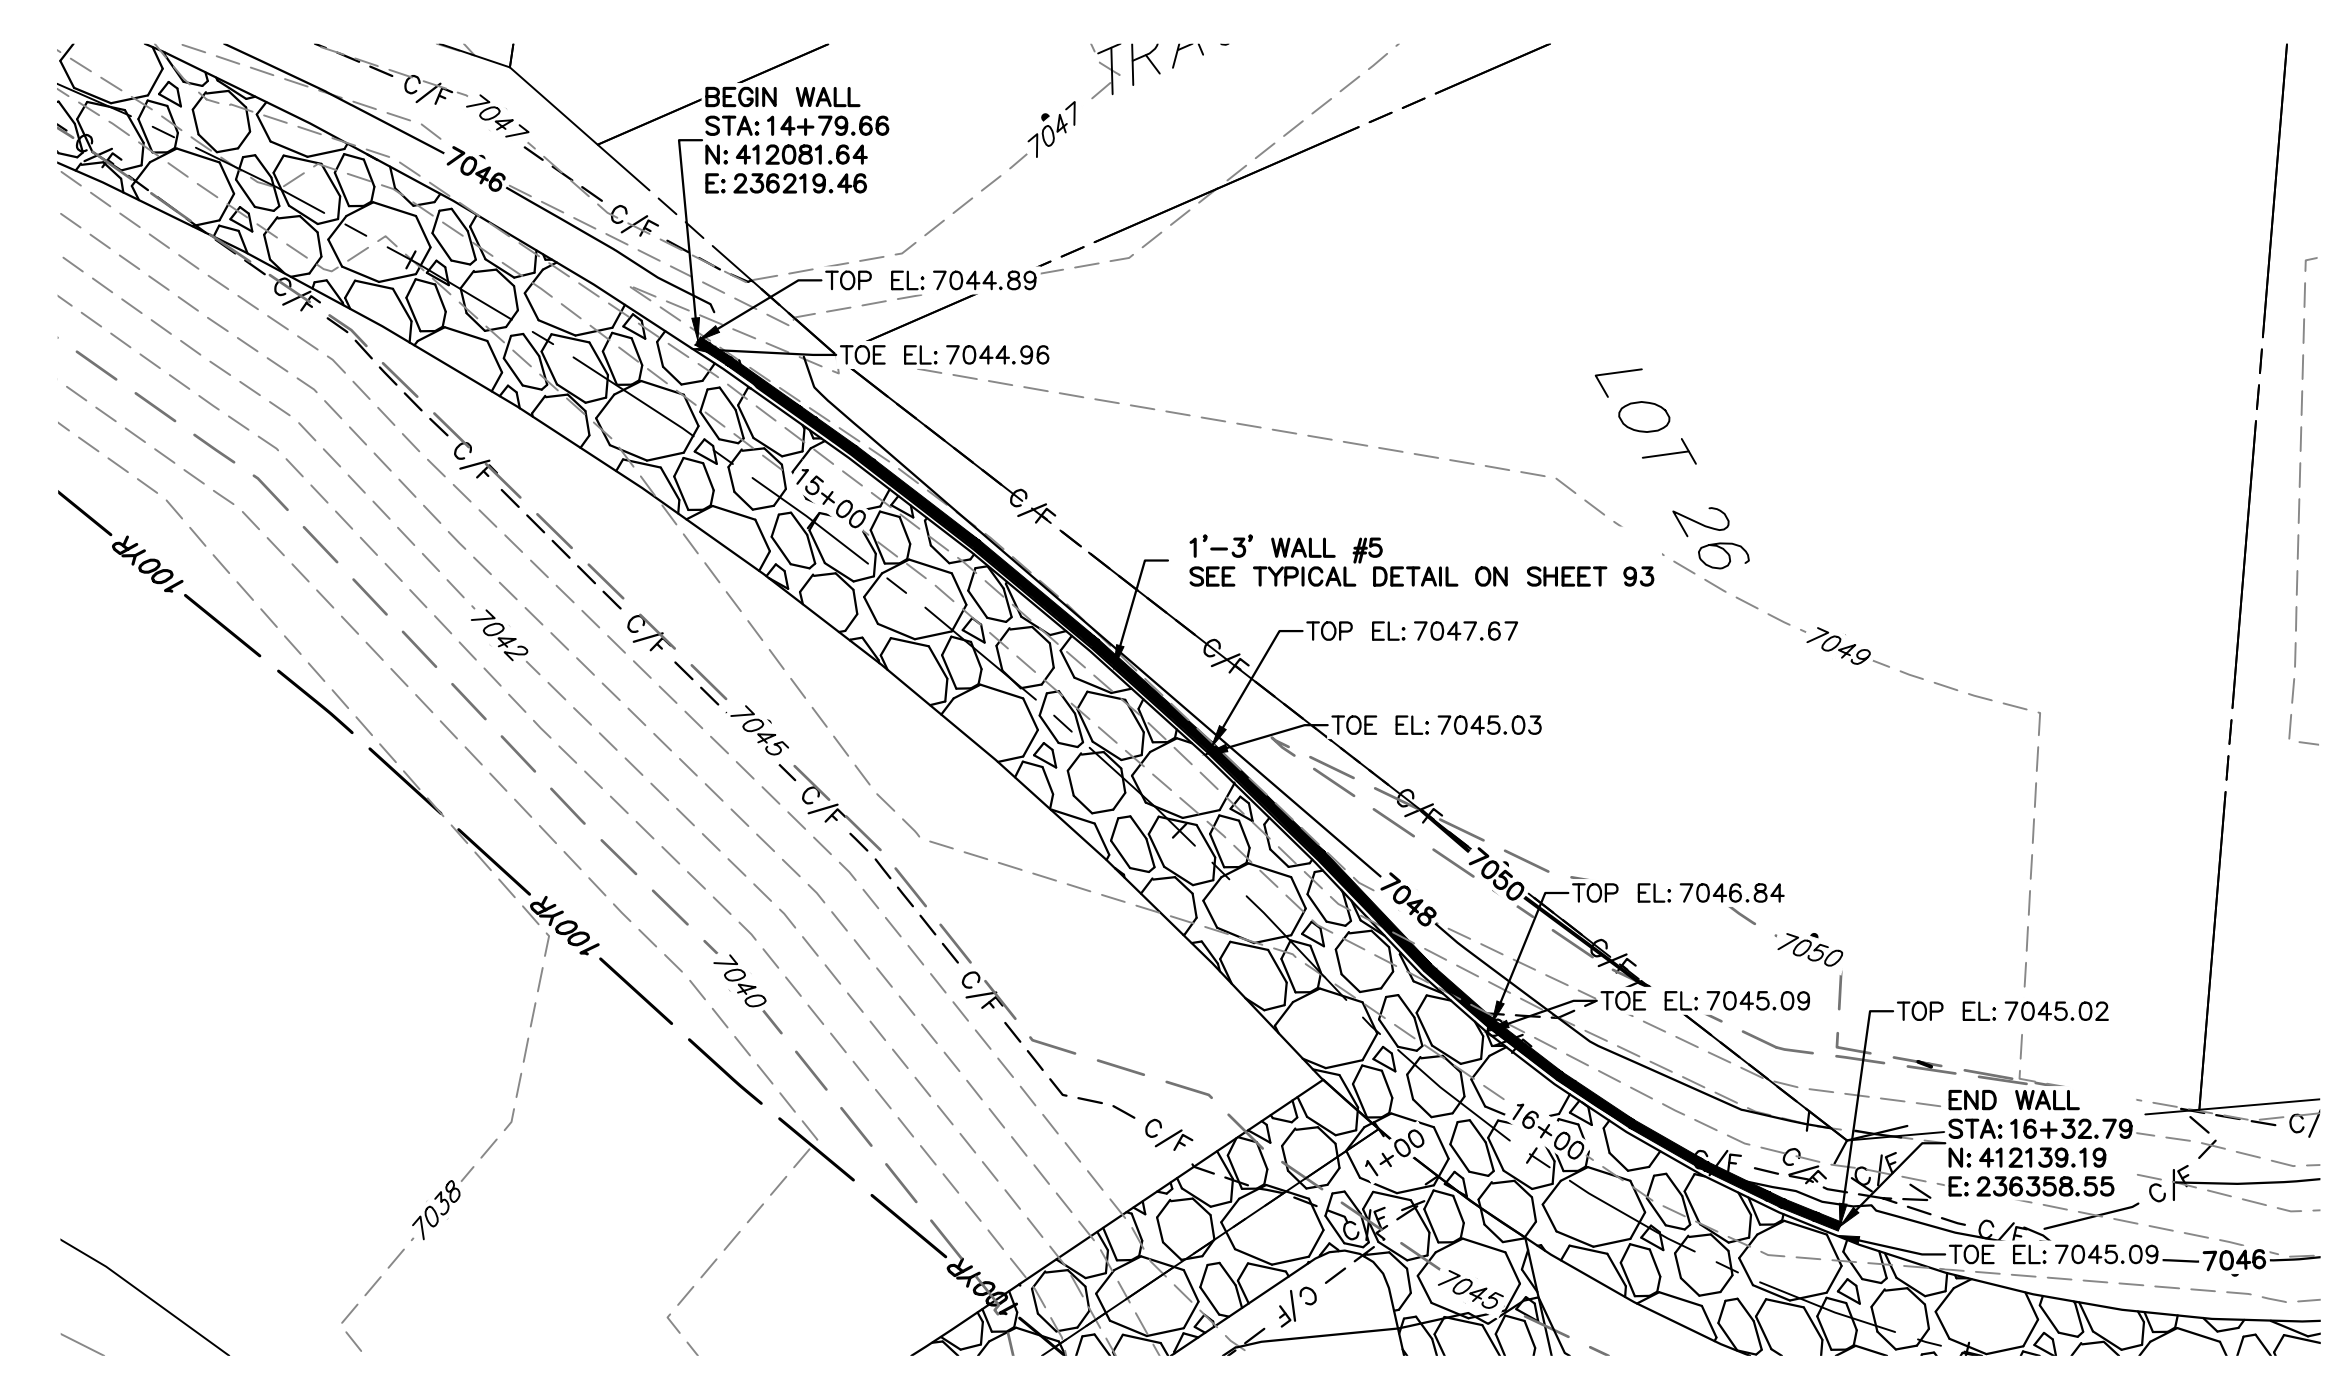 TRA
C/F
7047
BEGIN WALL
STA: 14+79.66
N: 412081.64
E: 236219.46
7047
C/F
7046
C/F
C/F
TOP EL: 7044.89
TOE EL: 7044.96
LOT 26
C/F
15+00
C/F
1'-3' WALL #5
SEE TYPICAL DETAIL ON SHEET 93
100YR
7042
C/F
TOP EL: 7047.67
C/F
7049
7045
TOE EL: 7045.03
C/F
C/F
7050
7048
TOP EL: 7046.84
100YR
7050
C/F
7040
C/F
TOE EL: 7045.09
TOP EL: 7045.02
END WALL
STA: 16+32.79
N: 412139.19
E: 236358.55
C/F
16+00
1+00
C/F
C/F
C/F
C/F
C/F
7038
C/F
C/F
TOE EL: 7045.09
7046
100YR
7045
C/F